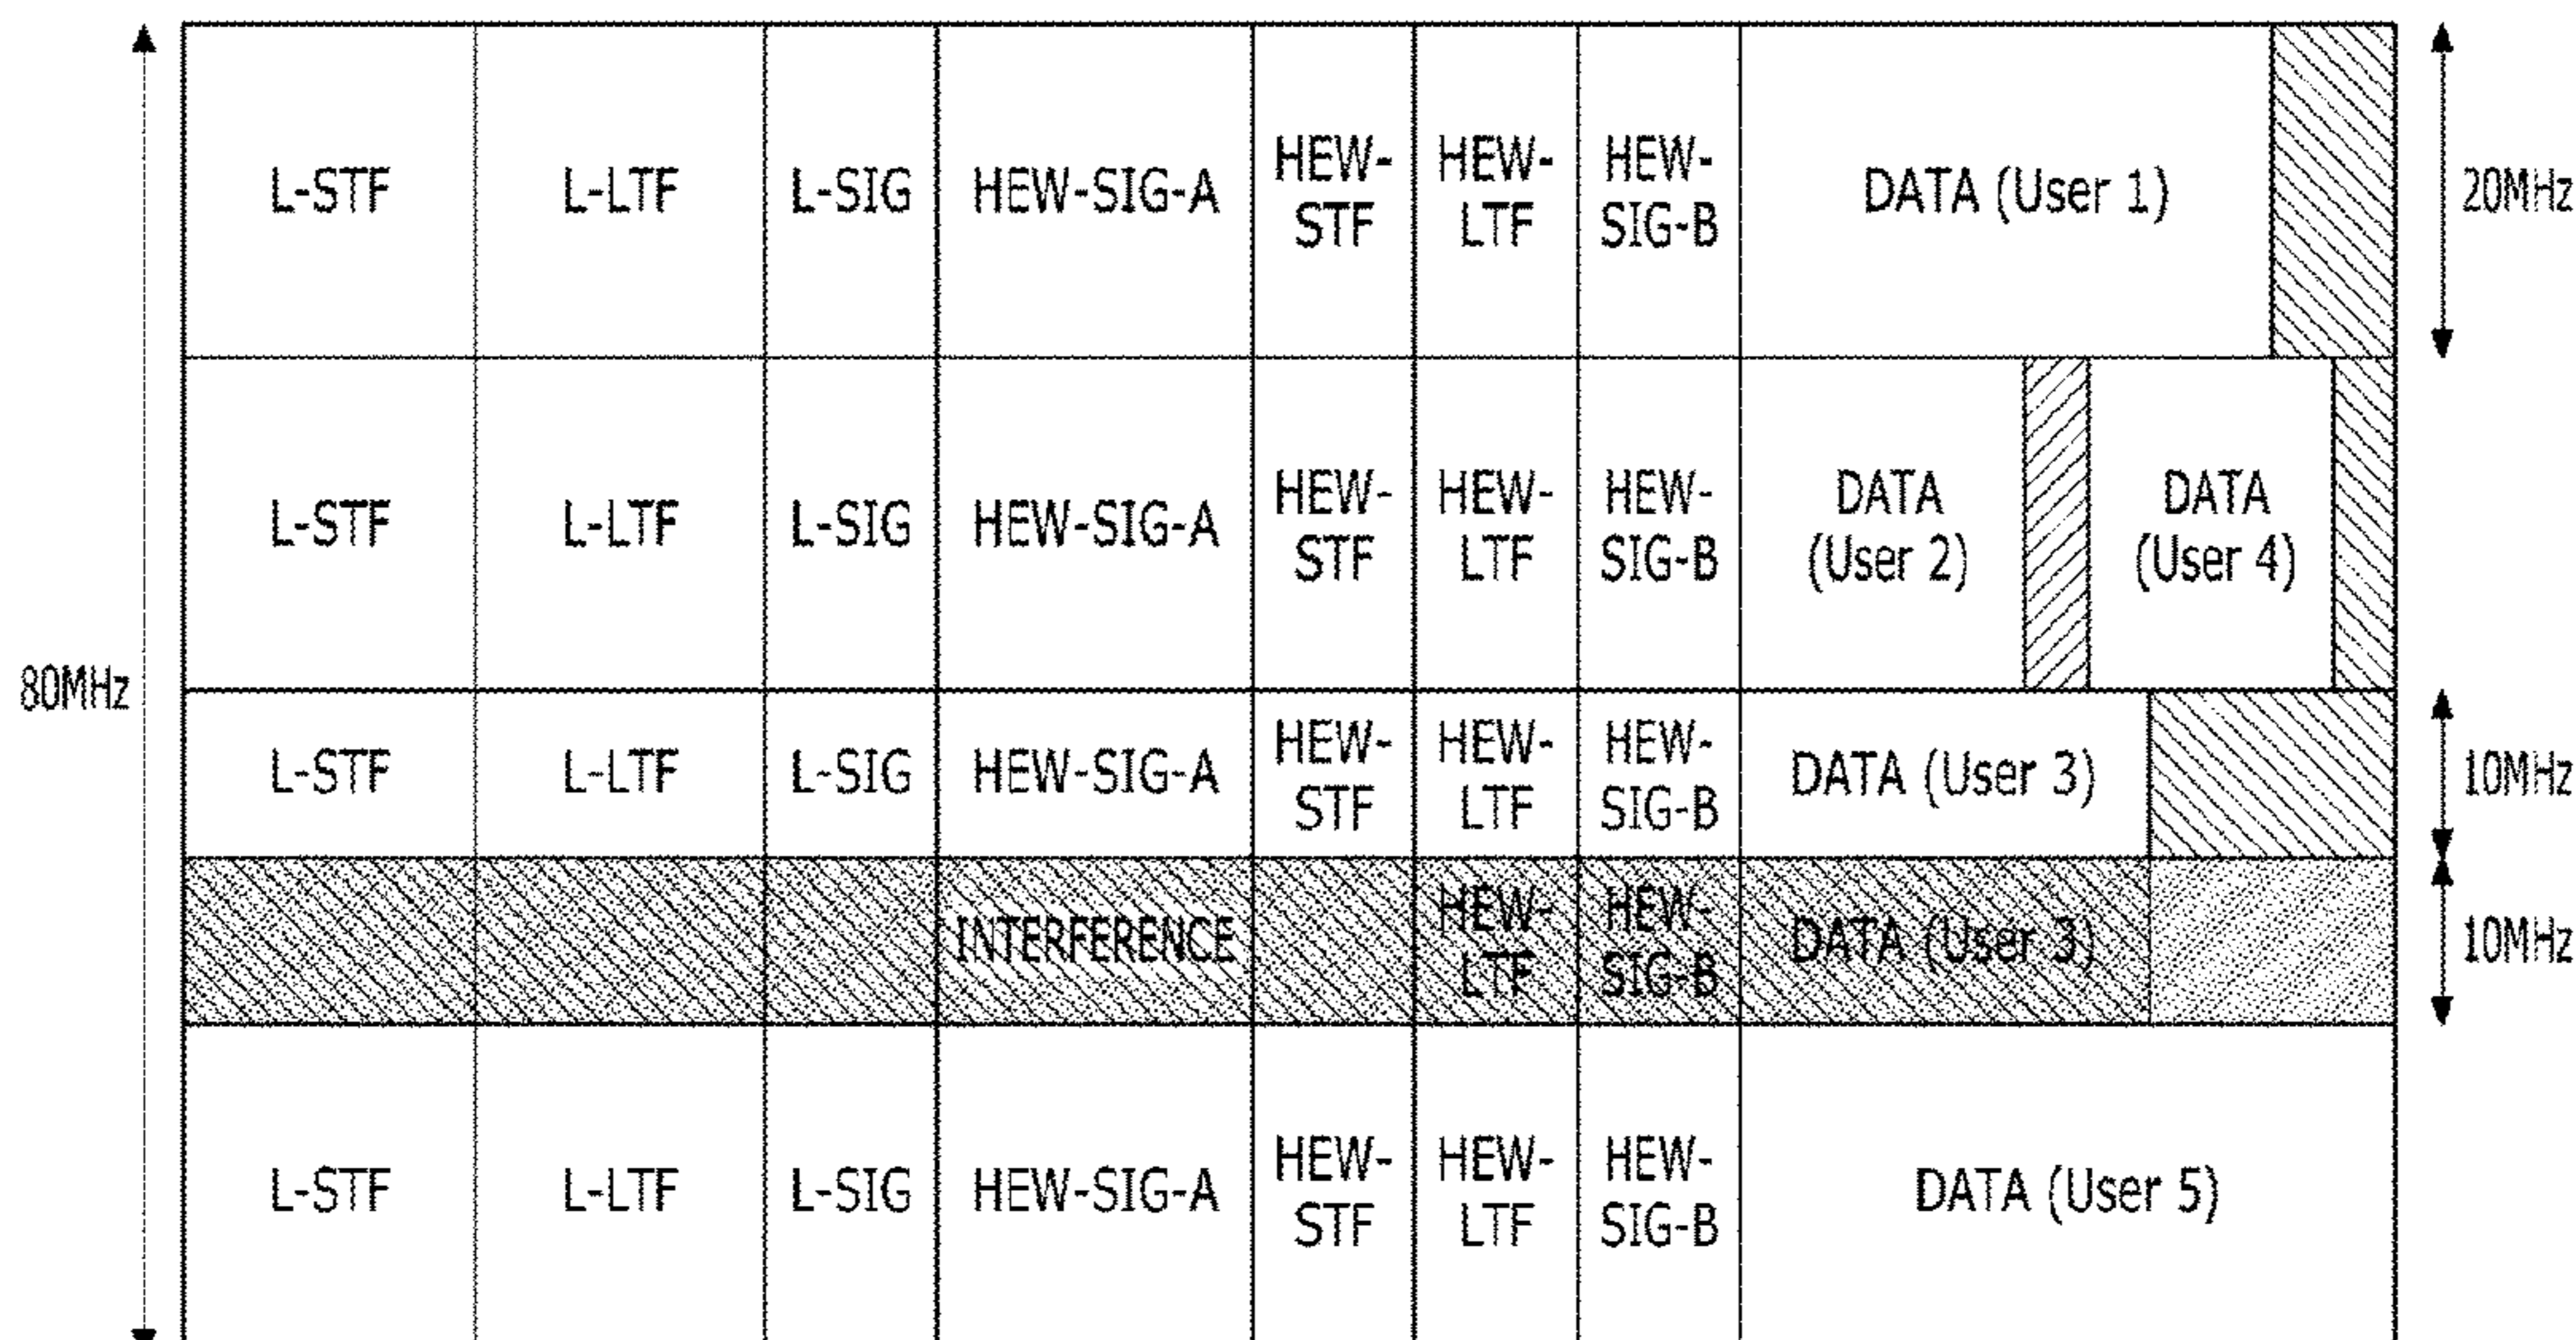 L-STF L-LTF L-SIG HEW-SIG-A HEW- HEW- HEW- DATA (User 1) 20MHz
STF LTF SIG-B
L-STF L-LTF L-SIG HEW-SIG-A HEW- HEW- HEW- DATA DATA
STF LTF SIG-B (User 2) (User 4)
80MHz
L-STF L-LTF L-SIG HEW-SIG-A HEW- HEW- HEW- DATA (User 3) 10MHz
STF LTF SIG-B
INTERFERENCE HEW- HEW- DATA (User 3) 10MHz
LTF SIG-B
L-STF L-LTF L-SIG HEW-SIG-A HEW- HEW- HEW- DATA (User 5)
STF LTF SIG-B